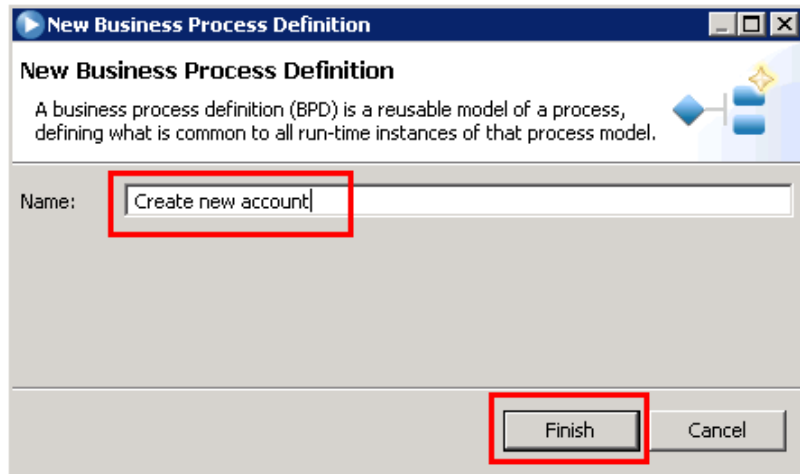 New Business Process Definition
New Business Process Definition
A business process definition (BPD) is a reusable model of a process,
defining what is common to all run-time instances of that process model.
Name: Create new account
Finish Cancel